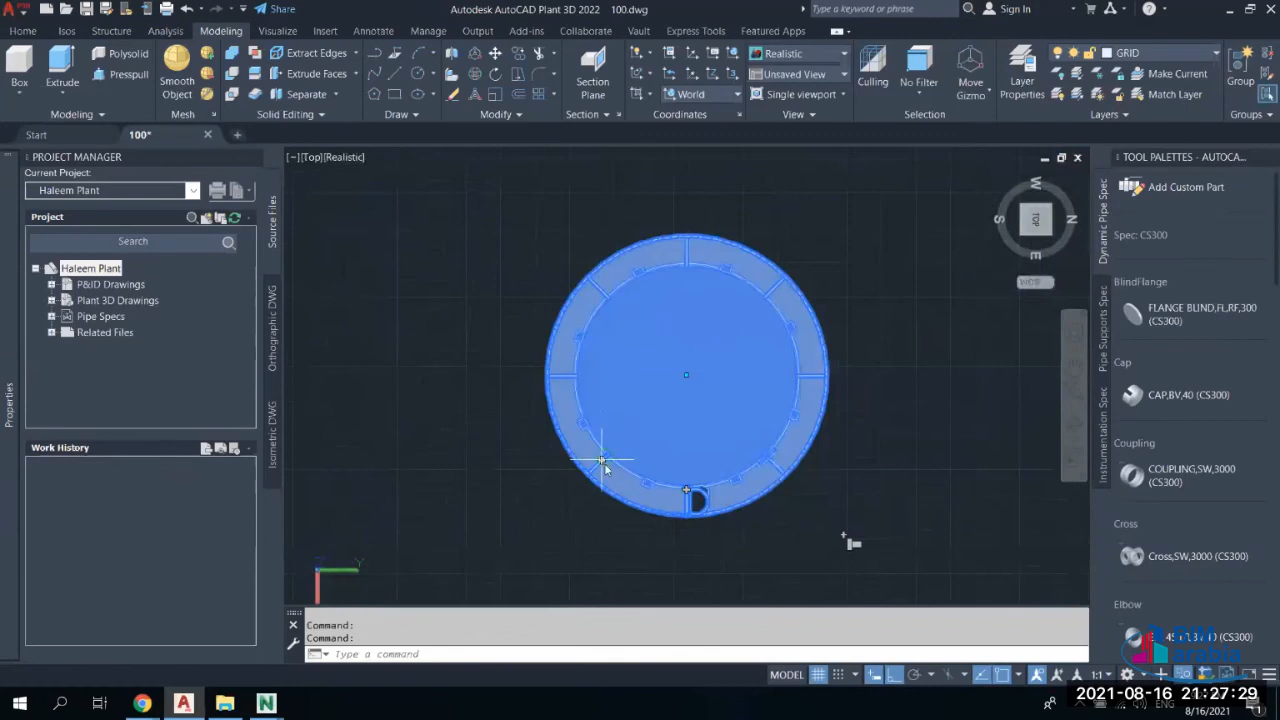 Share
Autodesk AutoCAD Plant 3D 2022
100.dwg
Type a keyword or phrase
Sign In
Home
Isos
Structure
Analysis
Modeling
Visualize
Insert
Annotate
Manage
Output
Add-ins
Collaborate
Vault
Express Tools
Featured Apps
Box
Extrude
Polysolid
Presspull
Smooth
Object
Extract Edges
Extrude Faces
Separate
Section
Plane
World
Realistic
Unsaved View
Single viewport
Culling
No Filter
Move
Gizmo
Layer
Properties
GRID
Make Current
Match Layer
Group
Modeling
Mesh
Solid Editing
Draw
Modify
Section
Coordinates
View
Selection
Layers
Groups
Start
100*
PROJECT MANAGER
Current Project:
Haleem Plant
Project
Search
Haleem Plant
P&ID Drawings
Plant 3D Drawings
Pipe Specs
Related Files
Work History
Properties
Source Files
Orthographic DWG
Isometric DWG
[−][Top][Realistic]
W
S
TOP
N
E
WCS
Y
TOOL PALETTES - AUTOCA...
Dynamic Pipe Spec
Pipe Supports Spec
Instrumentation Spec
Add Custom Part
Spec: CS300
BlindFlange
FLANGE BLIND,FL,RF,300
(CS300)
Cap
CAP,BV,40 (CS300)
Coupling
COUPLING,SW,3000
(CS300)
Cross
Cross,SW,3000 (CS300)
Elbow
(CS300)
BIM
arabia
Command:
Command:
Type a command
MODEL
1:1
2021-08-16 21:27:29
ENG
8/16/2021